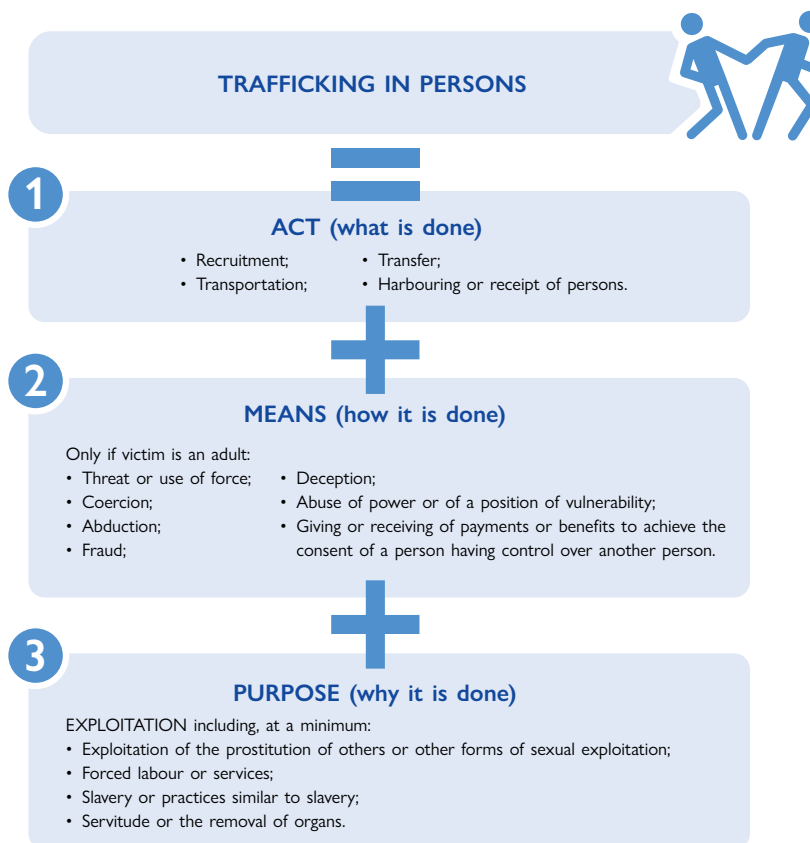 TRAFFICKING IN PERSONS
1
ACT (what is done)
• Recruitment;
• Transportation;
• Transfer;
• Harbouring or receipt of persons.
2
MEANS (how it is done)
Only if victim is an adult:
• Threat or use of force;
• Coercion;
• Abduction;
• Fraud;
• Deception;
• Abuse of power or of a position of vulnerability;
• Giving or receiving of payments or benefits to achieve the
consent of a person having control over another person.
3
PURPOSE (why it is done)
EXPLOITATION including, at a minimum:
• Exploitation of the prostitution of others or other forms of sexual exploitation;
• Forced labour or services;
• Slavery or practices similar to slavery;
• Servitude or the removal of organs.